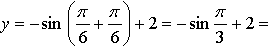 y = −sin(π/6 + π/6) + 2 = −sin π/3 + 2 =